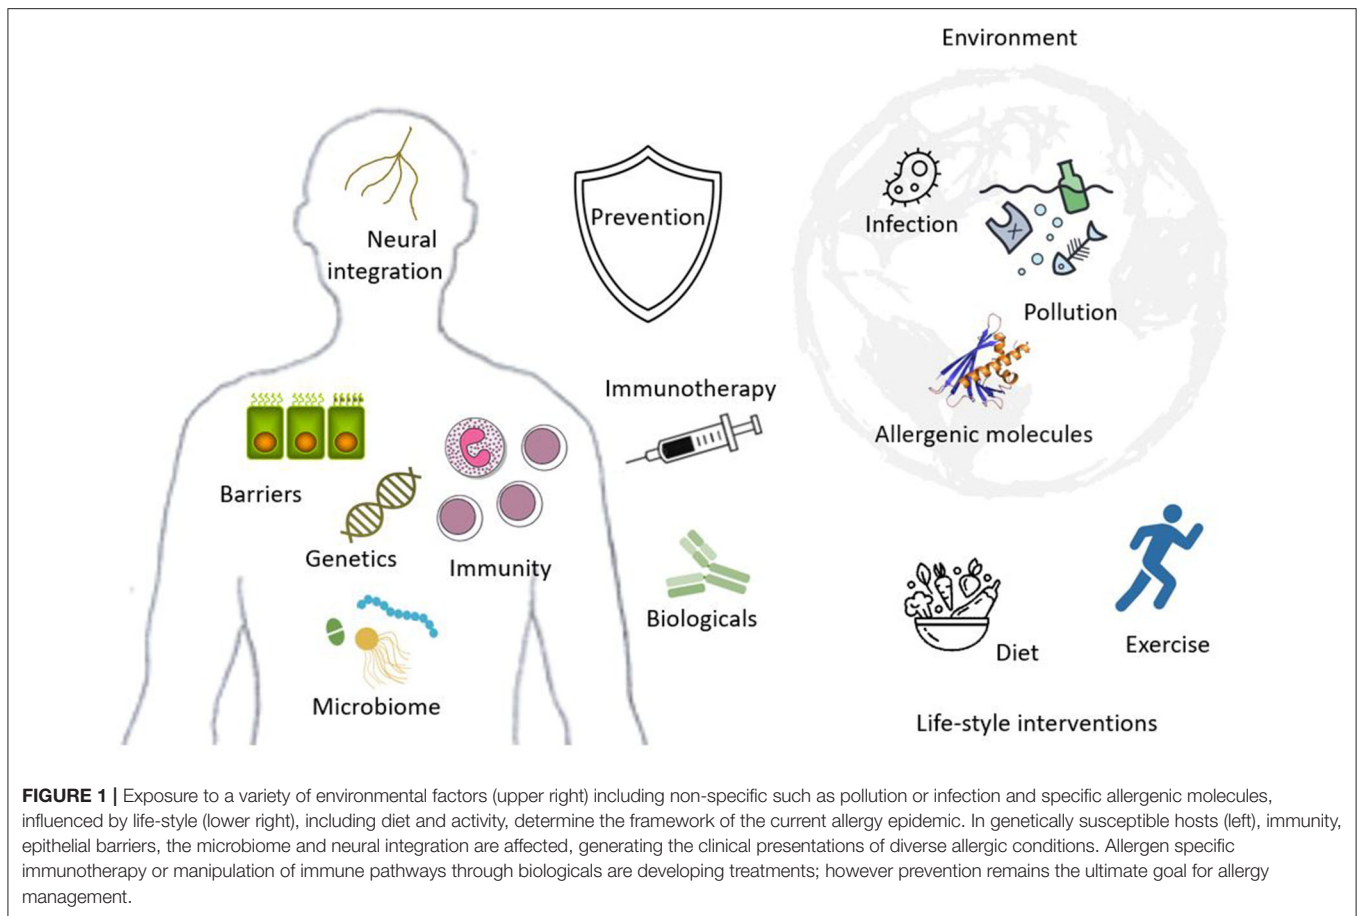 Environment
Neural
integration
Prevention
Infection
Pollution
Immunotherapy
Allergenic molecules
Barriers
Genetics
Immunity
Biologicals
Diet
Exercise
Microbiome
Life-style interventions
FIGURE 1 | Exposure to a variety of environmental factors (upper right) including non-specific such as pollution or infection and specific allergenic molecules,
influenced by life-style (lower right), including diet and activity, determine the framework of the current allergy epidemic. In genetically susceptible hosts (left), immunity,
epithelial barriers, the microbiome and neural integration are affected, generating the clinical presentations of diverse allergic conditions. Allergen specific
immunotherapy or manipulation of immune pathways through biologicals are developing treatments; however prevention remains the ultimate goal for allergy
management.